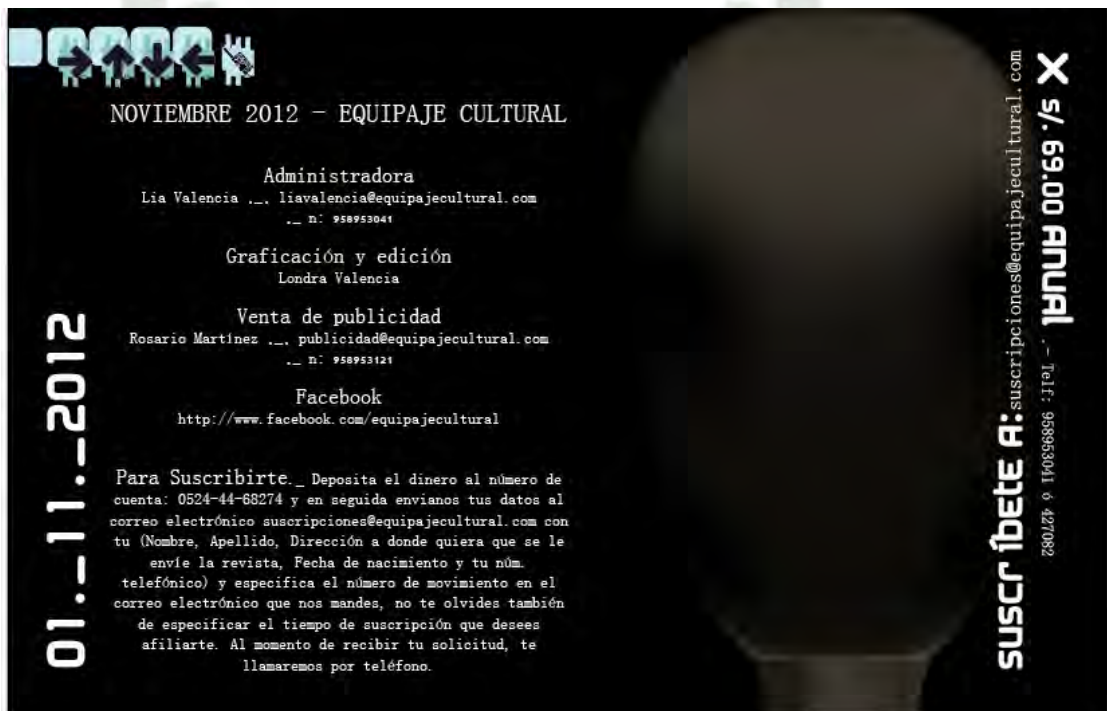 NOVIEMBRE 2012 - EQUIPAJE CULTURAL
Administradora
Lia Valencia ._. liavalencia@equipajecultural.com
._ n: 958953041
Graficación y edición
Londra Valencia
Venta de publicidad
Rosario Martínez ._. publicidad@equipajecultural.com
._ n: 958953121
Facebook
http://www.facebook.com/equipajecultural
Para Suscribirte._ Deposita el dinero al número de
cuenta: 0524-44-68274 y en seguida envianos tus datos al
correo electrónico suscripciones@equipajecultural.com con
tu (Nombre, Apellido, Dirección a donde quiera que se le
envíe la revista, Fecha de nacimiento y tu núm.
telefónico) y especifica el número de movimiento en el
correo electrónico que nos mandes, no te olvides también
de especificar el tiempo de suscripción que desees
afiliarte. Al momento de recibir tu solicitud, te
llamaremos por teléfono.
01._11._2012
suscríbete A: suscripciones@equipajecultural.com
X s/. 69.00 Anual .- Telf: 958953041 ó 427082